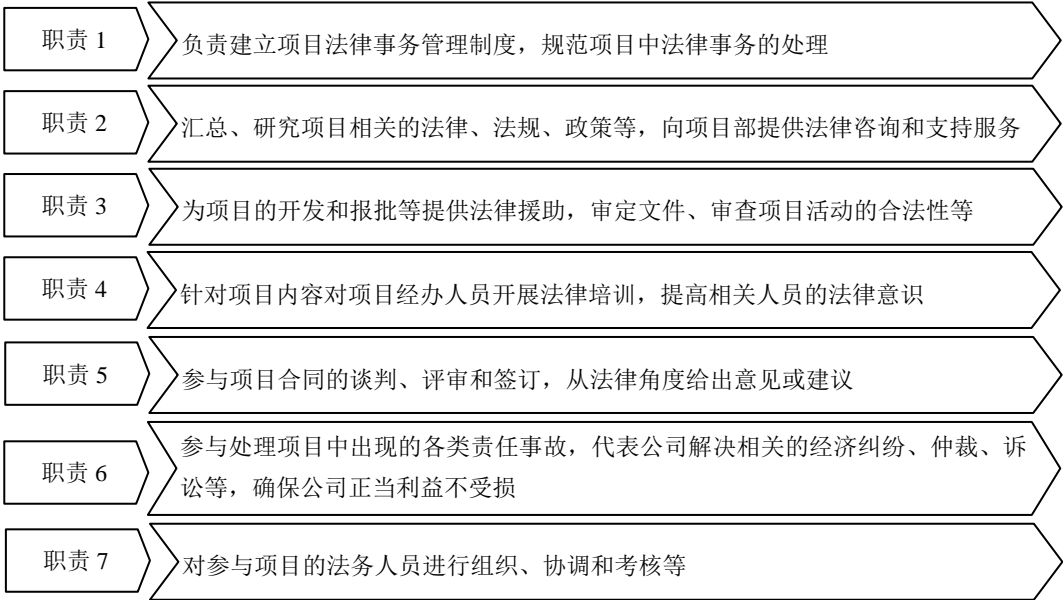 职责 1
负责建立项目法律事务管理制度，规范项目中法律事务的处理
职责 2
汇总、研究项目相关的法律、法规、政策等，向项目部提供法律咨询和支持服务
职责 3
为项目的开发和报批等提供法律援助，审定文件、审查项目活动的合法性等
职责 4
针对项目内容对项目经办人员开展法律培训，提高相关人员的法律意识
职责 5
参与项目合同的谈判、评审和签订，从法律角度给出意见或建议
职责 6
参与处理项目中出现的各类责任事故，代表公司解决相关的经济纠纷、仲裁、诉
讼等，确保公司正当利益不受损
职责 7
对参与项目的法务人员进行组织、协调和考核等